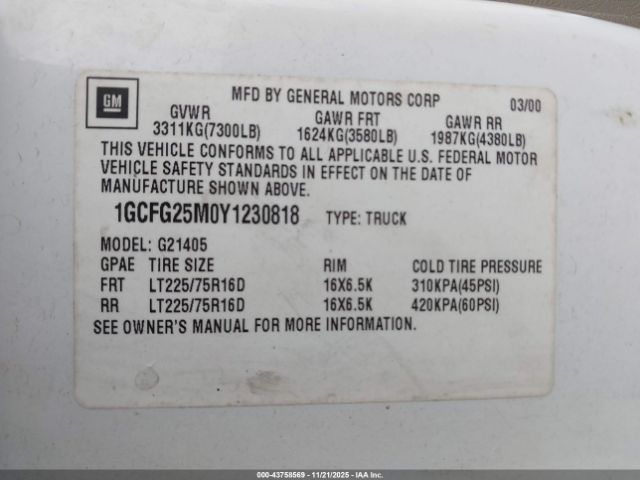 GM
MFD BY GENERAL MOTORS CORP 03/00
GVWR GAWR FRT GAWR RR
3311KG(7300LB) 1624KG(3580LB) 1987KG(4380LB)
THIS VEHICLE CONFORMS TO ALL APPLICABLE U.S. FEDERAL MOTOR
VEHICLE SAFETY STANDARDS IN EFFECT ON THE DATE OF
MANUFACTURE SHOWN ABOVE.
1GCFG25M0Y1230818 TYPE: TRUCK
MODEL: G21405
GPAE TIRE SIZE RIM COLD TIRE PRESSURE
FRT LT225/75R16D 16X6.5K 310KPA(45PSI)
RR LT225/75R16D 16X6.5K 420KPA(60PSI)
SEE OWNER'S MANUAL FOR MORE INFORMATION.
000-43758569 - 11/21/2025 - IAA Inc.